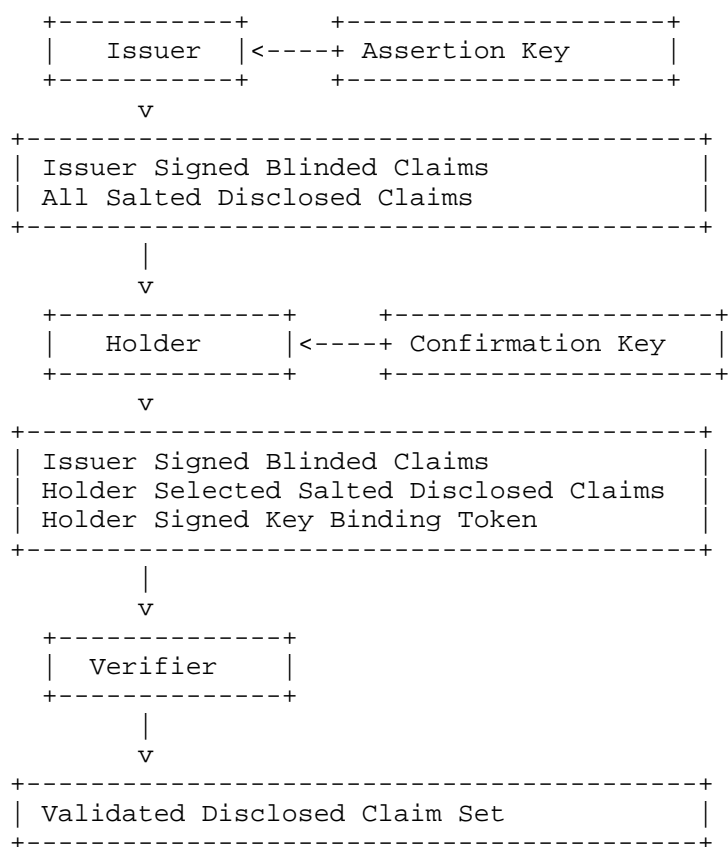 Issuer Assertion Key
Issuer Signed Blinded Claims
All Salted Disclosed Claims
Holder Confirmation Key
Issuer Signed Blinded Claims
Holder Selected Salted Disclosed Claims
Holder Signed Key Binding Token
Verifier
Validated Disclosed Claim Set